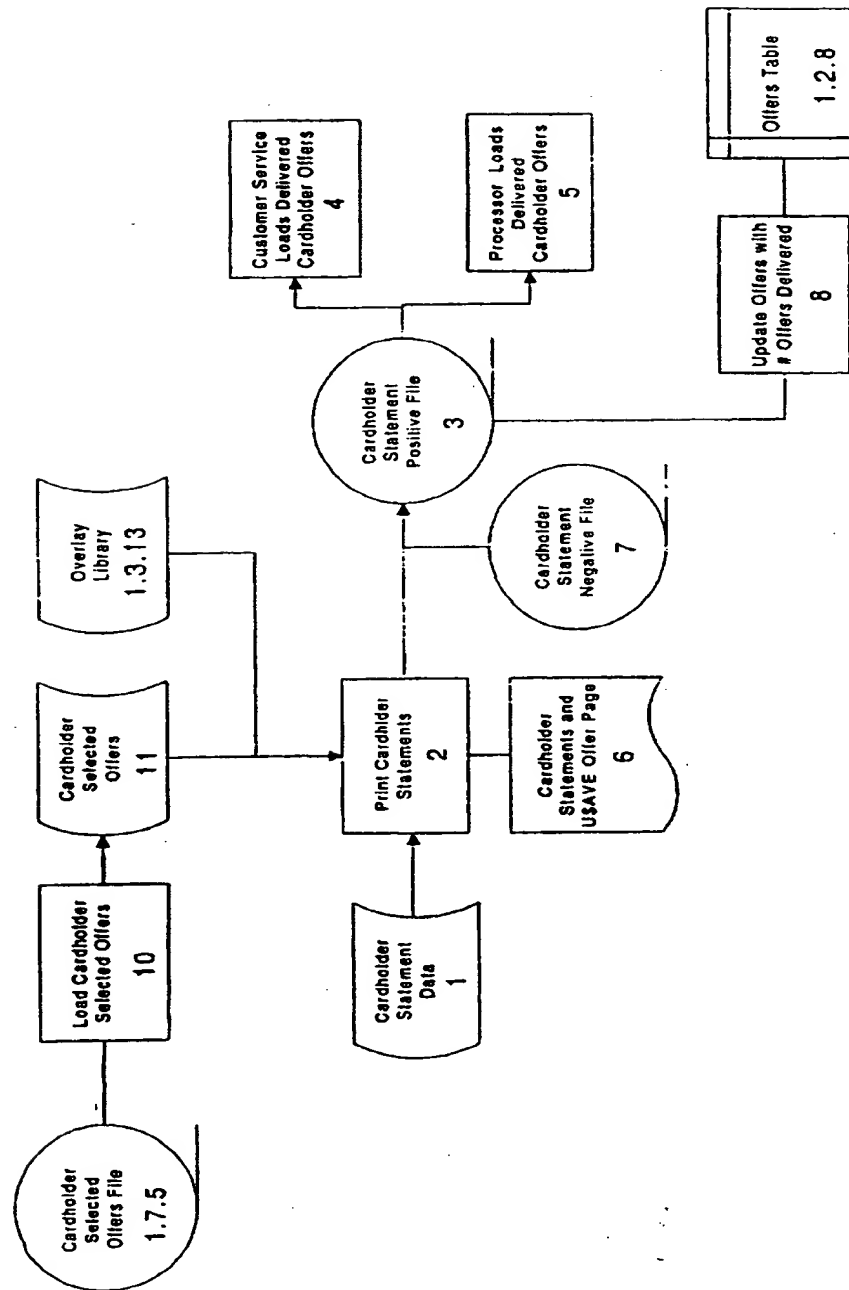 Cardholder
Selected
Offers File
1.7.5
Load Cardholder
Selected Offers
10
Cardholder
Selected
Offers
11
Overlay
Library
1.3.13
Cardholder
Statement
Data
1
Print Cardhlder
Statements
2
Cardholder
Statements and
U$AVE Offer Page
6
Cardholder
Statement
Negative File
7
Cardholder
Statement
Positive File
3
Customer Service
Loads Delivered
Cardholder Offers
4
Processor Loads
Delivered
Cardholder Offers
5
Update Offers with
# Offers Delivered
8
Offers Table
1.2.8